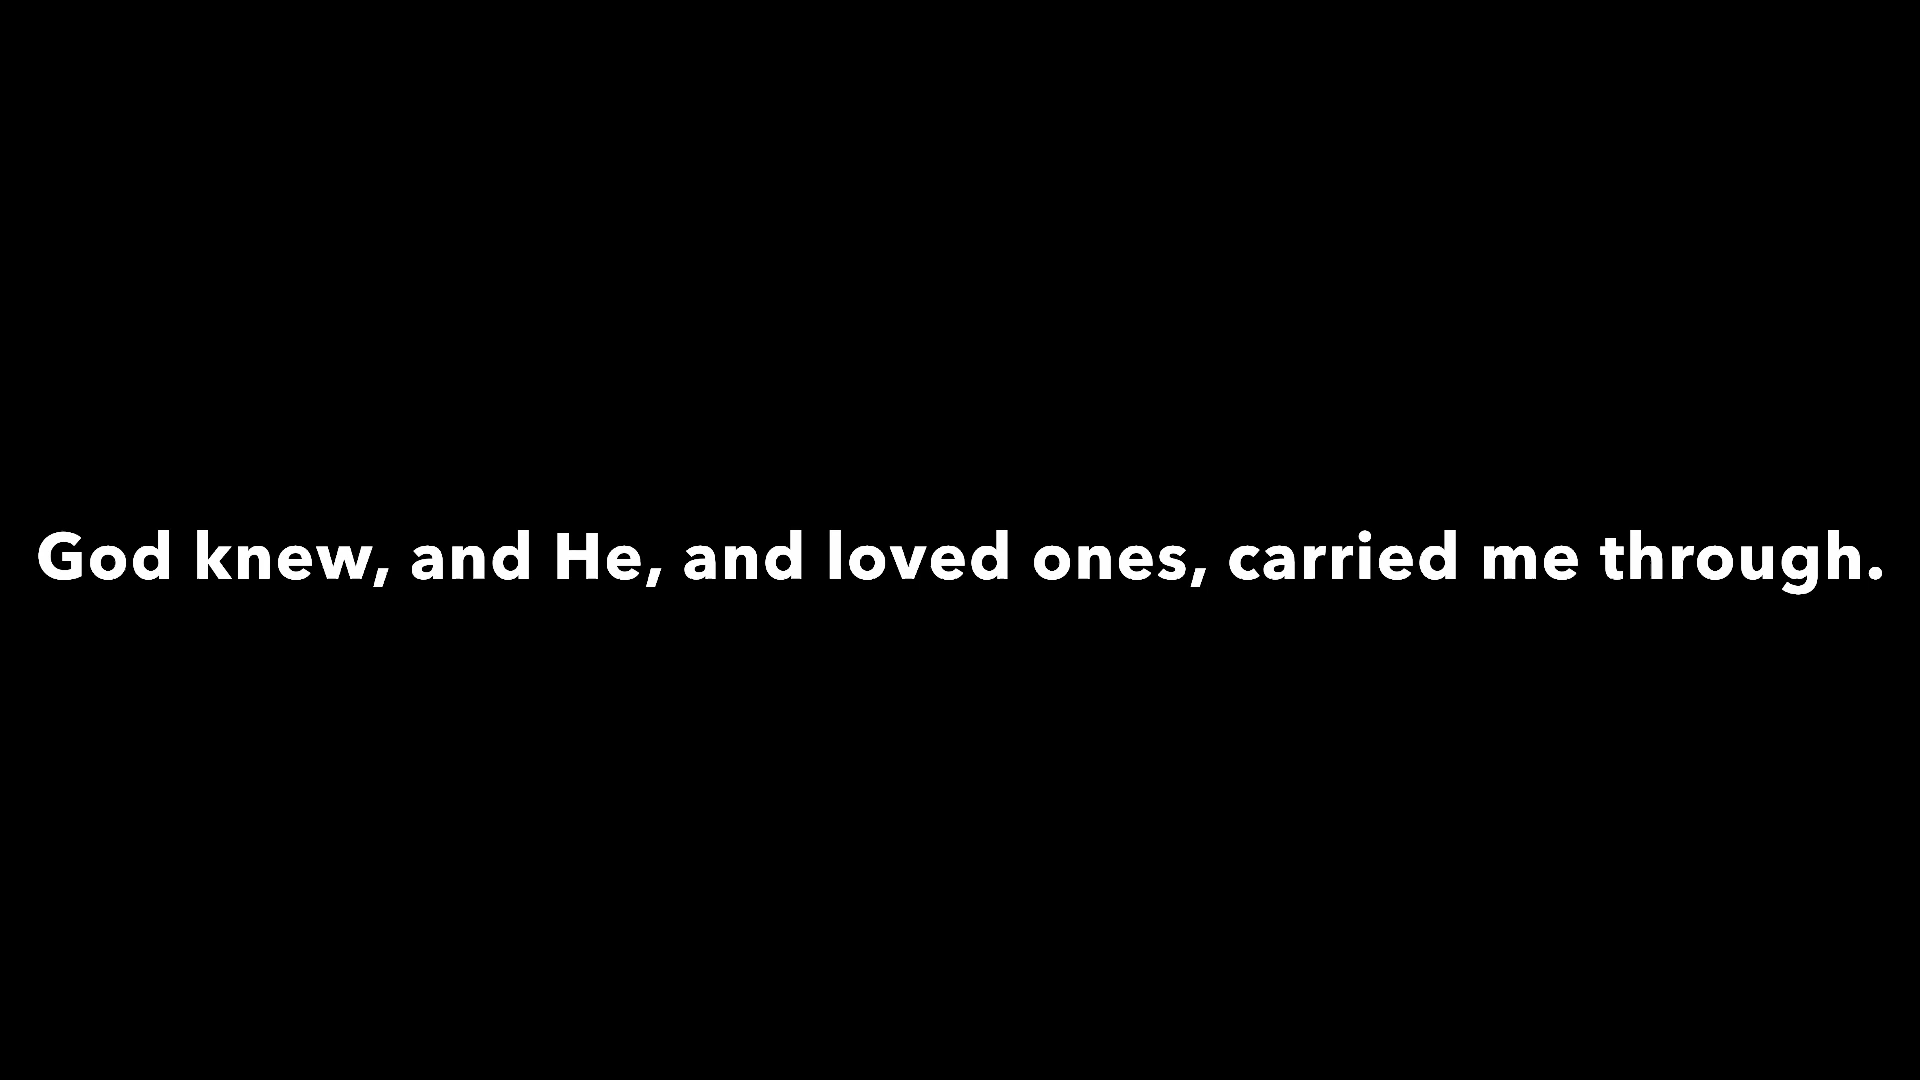 God knew, and He, and loved ones, carried me through.